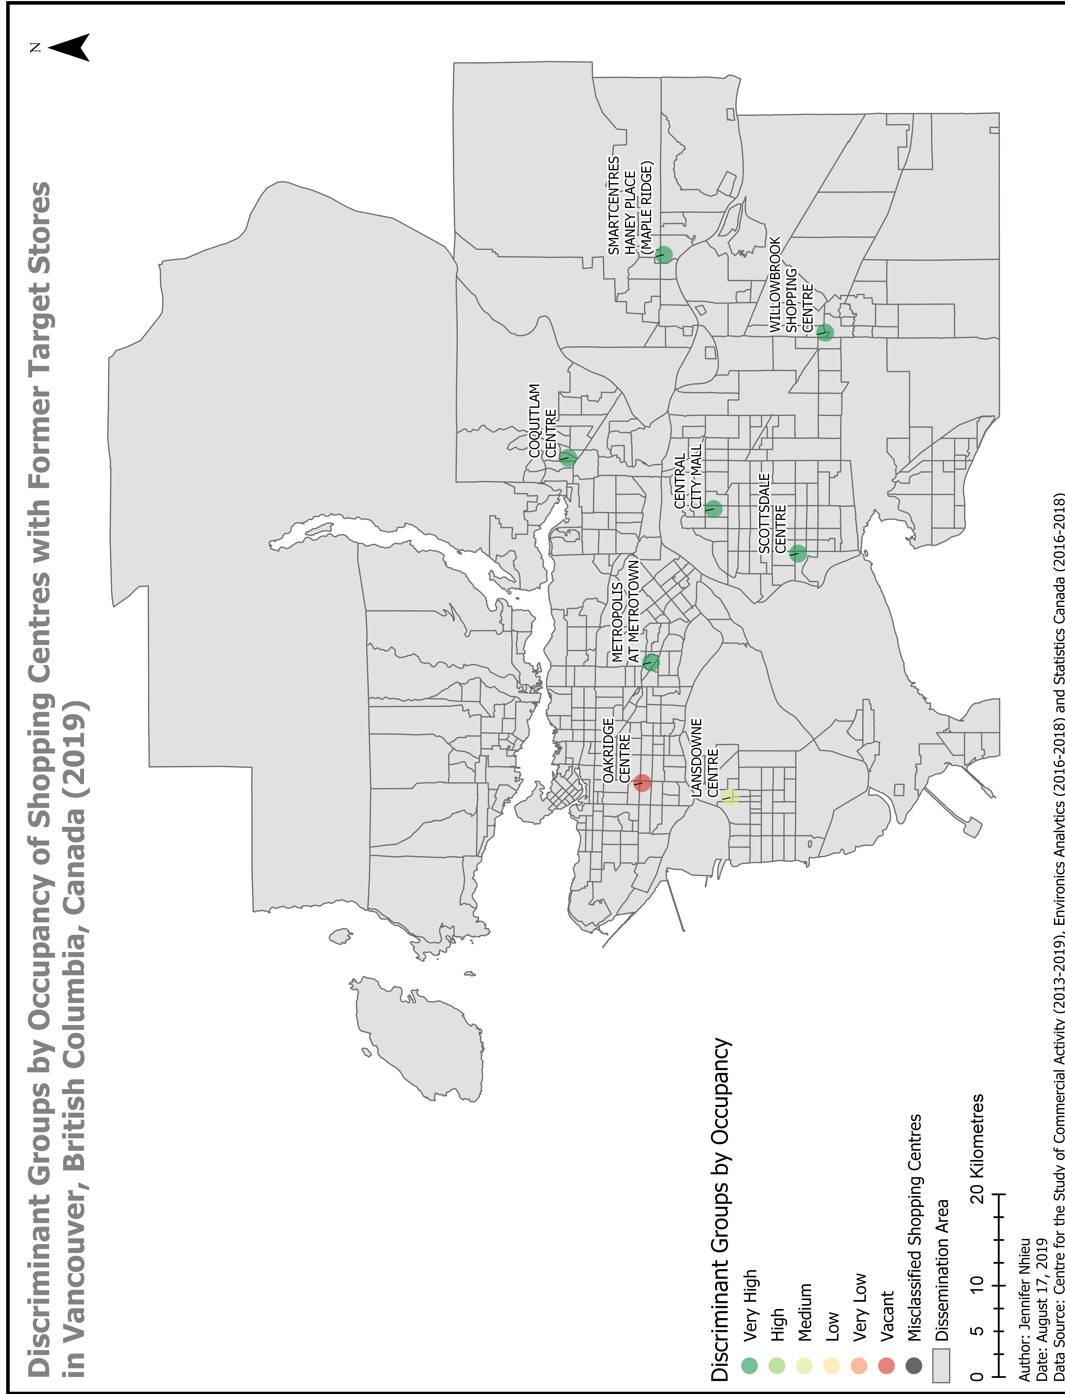 Discriminant Groups by Occupancy of Shopping Centres with Former Target Stores
in Vancouver, British Columbia, Canada (2019)
N
SMARTCENTRES
HANEY PLACE
(MAPLE RIDGE)
COQUITLAM
CENTRE
WILLOWBROOK
SHOPPING
CENTRE
CENTRAL
CITY MALL
SCOTTSDALE
CENTRE
METROPOLIS
AT METROTOWN
OAKRIDGE
CENTRE
LANSDOWNE
CENTRE
Discriminant Groups by Occupancy
Very High
High
Medium
Low
Very Low
Vacant
Misclassified Shopping Centres
Dissemination Area
0 5 10 20 Kilometres
Author: Jennifer Nhieu
Date: August 17, 2019
Data Source: Centre for the Study of Commercial Activity (2013-2019), Environics Analytics (2016-2018) and Statistics Canada (2016-2018)